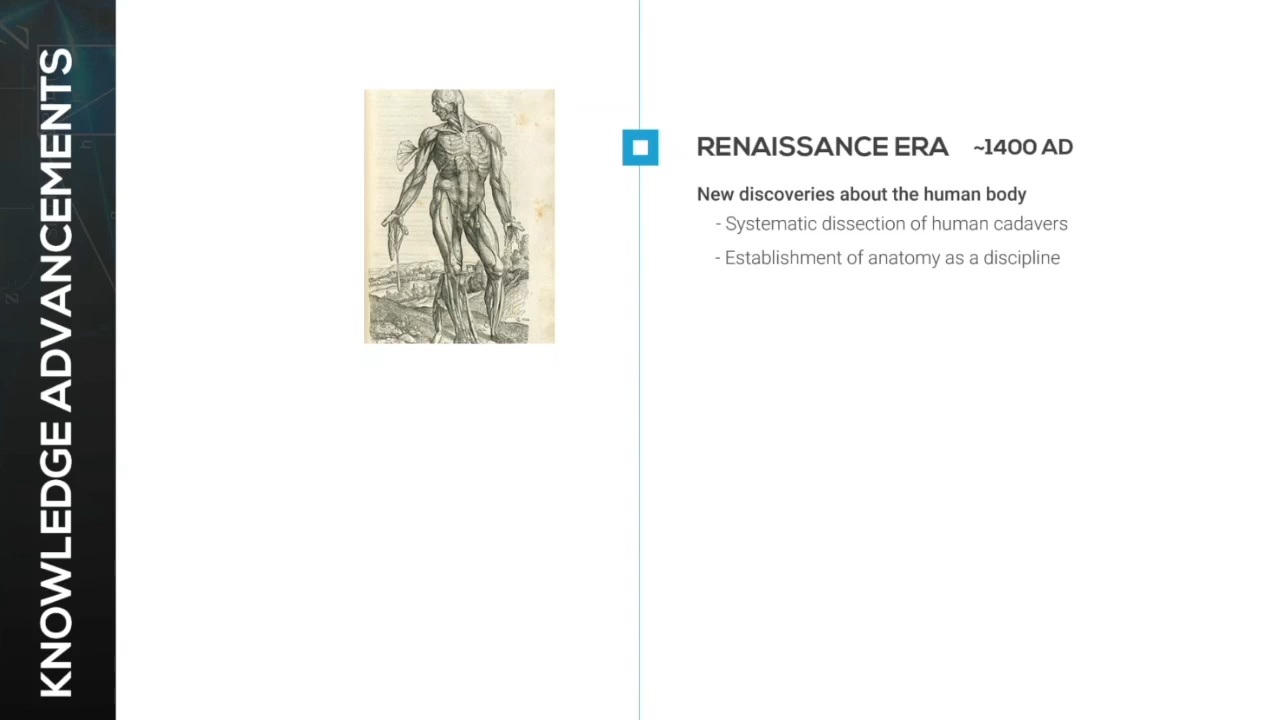 KNOWLEDGE ADVANCEMENTS
RENAISSANCE ERA ~1400 AD
New discoveries about the human body
- Systematic dissection of human cadavers
- Establishment of anatomy as a discipline